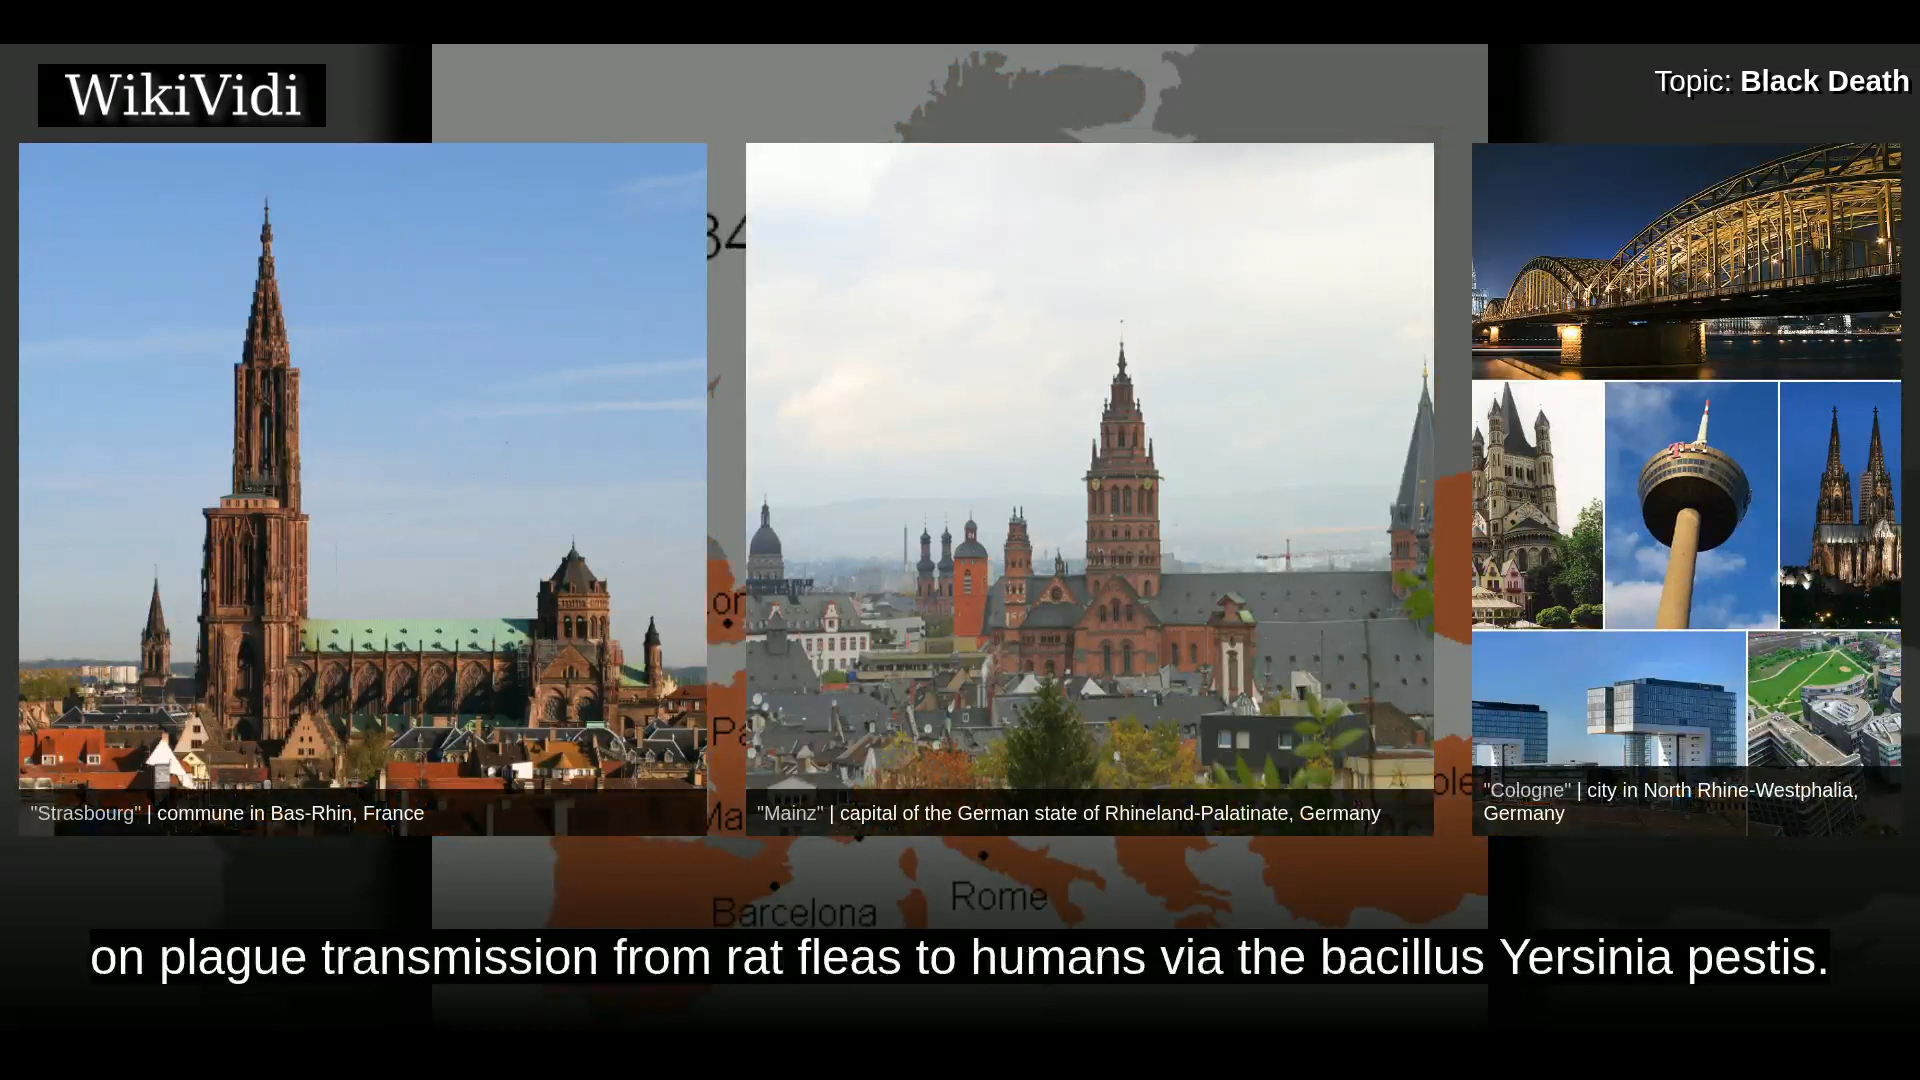 WikiVidi
Topic: Black Death
"Strasbourg" | commune in Bas-Rhin, France
"Mainz" | capital of the German state of Rhineland-Palatinate, Germany
"Cologne" | city in North Rhine-Westphalia,
Germany
Barcelona
Rome
on plague transmission from rat fleas to humans via the bacillus Yersinia pestis.